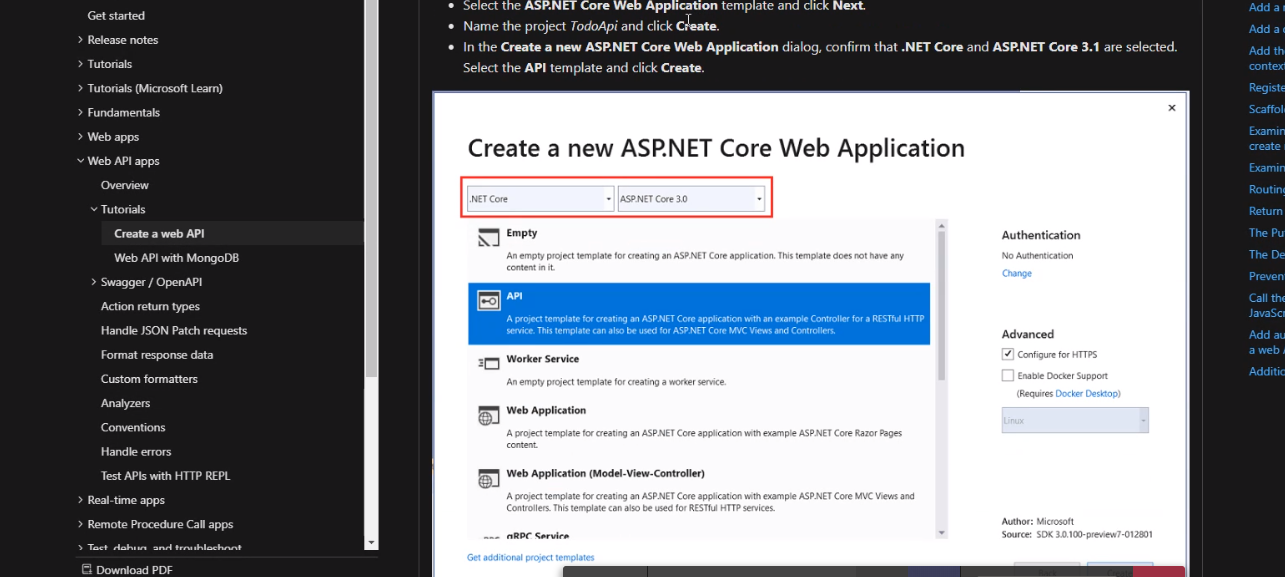 Get started
Release notes
Tutorials
Tutorials (Microsoft Learn)
Fundamentals
Web apps
Web API apps
Overview
Tutorials
Create a web API
Web API with MongoDB
Swagger / OpenAPI
Action return types
Handle JSON Patch requests
Format response data
Custom formatters
Analyzers
Conventions
Handle errors
Test APIs with HTTP REPL
Real-time apps
Remote Procedure Call apps
Test, debug, and troubleshoot
Download PDF
Select the ASP.NET Core Web Application template and click Next.
Name the project TodoApi and click Create.
In the Create a new ASP.NET Core Web Application dialog, confirm that .NET Core and ASP.NET Core 3.1 are selected.
Select the API template and click Create.
Create a new ASP.NET Core Web Application
.NET Core
ASP.NET Core 3.0
Empty
An empty project template for creating an ASP.NET Core application. This template does not have any
content in it.
API
A project template for creating an ASP.NET Core application with an example Controller for a RESTful HTTP
service. This template can also be used for ASP.NET Core MVC Views and Controllers.
Worker Service
An empty project template for creating a worker service.
Web Application
A project template for creating an ASP.NET Core application with example ASP.NET Core Razor Pages
content.
Web Application (Model-View-Controller)
A project template for creating an ASP.NET Core application with example ASP.NET Core MVC Views and
Controllers. This template can also be used for RESTful HTTP services.
gRPC Service
Get additional project templates
Authentication
No Authentication
Change
Advanced
Configure for HTTPS
Enable Docker Support
(Requires Docker Desktop)
Linux
Author: Microsoft
Source: SDK 3.0.100-preview7-012801
Add a
Add a
Add the
Examin
create
Examin
Routing
Return
The Pu
The De
Preven
Call the
JavaScr
Add au
a web